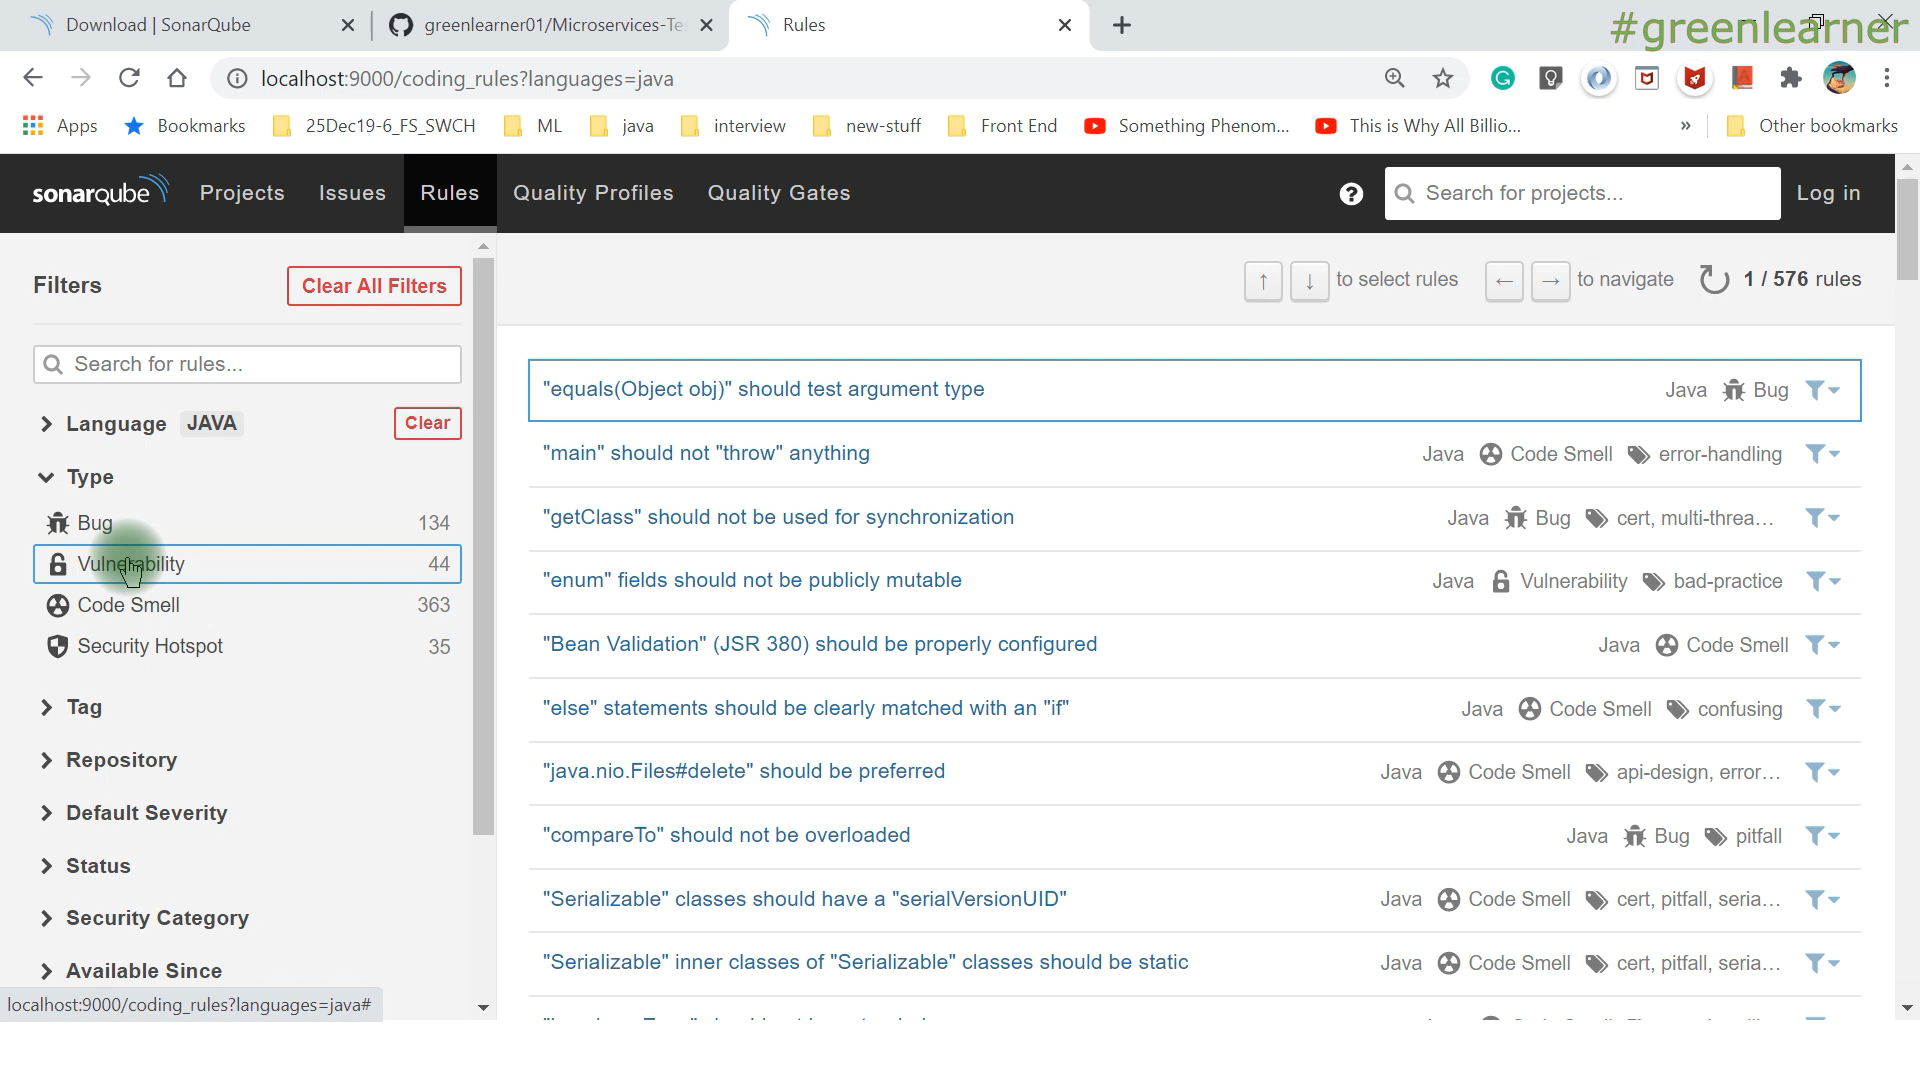 Download | SonarQube
greenlearner01/Microservices-Te
Rules
#greenlearner
localhost:9000/coding_rules?languages=java
Apps
Bookmarks
25Dec19-6_FS_SWCH
ML
java
interview
new-stuff
Front End
Something Phenom...
This is Why All Billio...
»
Other bookmarks
sonarqube
Projects
Issues
Rules
Quality Profiles
Quality Gates
Search for projects...
Log in
Filters
Clear All Filters
↑ ↓ to select rules ← → to navigate 1 / 576 rules
Search for rules...
Language JAVA Clear
Type
Bug 134
Vulnerability 44
Code Smell 363
Security Hotspot 35
Tag
Repository
Default Severity
Status
Security Category
Available Since
"equals(Object obj)" should test argument type Java Bug
"main" should not "throw" anything Java Code Smell error-handling
"getClass" should not be used for synchronization Java Bug cert, multi-threa...
"enum" fields should not be publicly mutable Java Vulnerability bad-practice
"Bean Validation" (JSR 380) should be properly configured Java Code Smell
"else" statements should be clearly matched with an "if" Java Code Smell confusing
"java.nio.Files#delete" should be preferred Java Code Smell api-design, error...
"compareTo" should not be overloaded Java Bug pitfall
"Serializable" classes should have a "serialVersionUID" Java Code Smell cert, pitfall, seria...
"Serializable" inner classes of "Serializable" classes should be static Java Code Smell cert, pitfall, seria...
localhost:9000/coding_rules?languages=java#